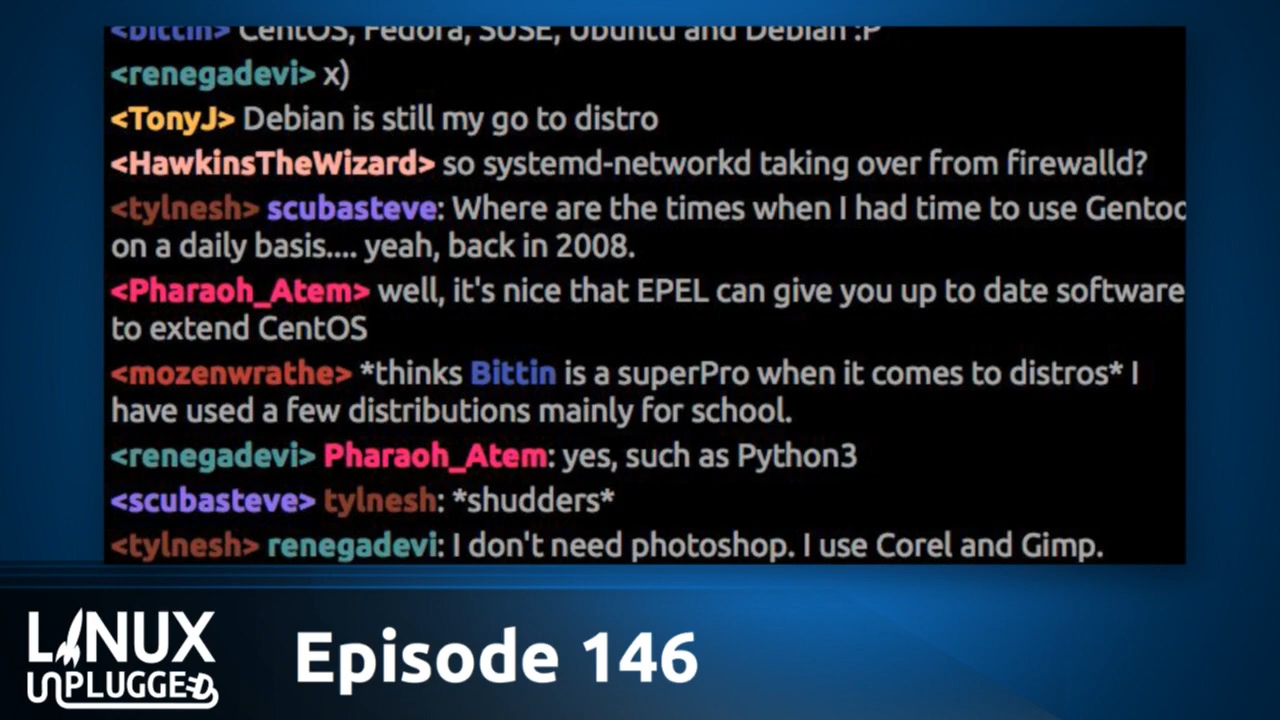 <bittin> CentOS, Fedora, SUSE, Ubuntu and Debian :P
<renegadevi> x)
<TonyJ> Debian is still my go to distro
<HawkinsTheWizard> so systemd-networkd taking over from firewalld?
<tylnesh> scubasteve: Where are the times when I had time to use Gentoo
on a daily basis.... yeah, back in 2008.
<Pharaoh_Atem> well, it's nice that EPEL can give you up to date software
to extend CentOS
<mozenwrathe> *thinks Bittin is a superPro when it comes to distros* I
have used a few distributions mainly for school.
<renegadevi> Pharaoh_Atem: yes, such as Python3
<scubasteve> tylnesh: *shudders*
<tylnesh> renegadevi: I don't need photoshop. I use Corel and Gimp.
LINUX
UNPLUGGED
Episode 146